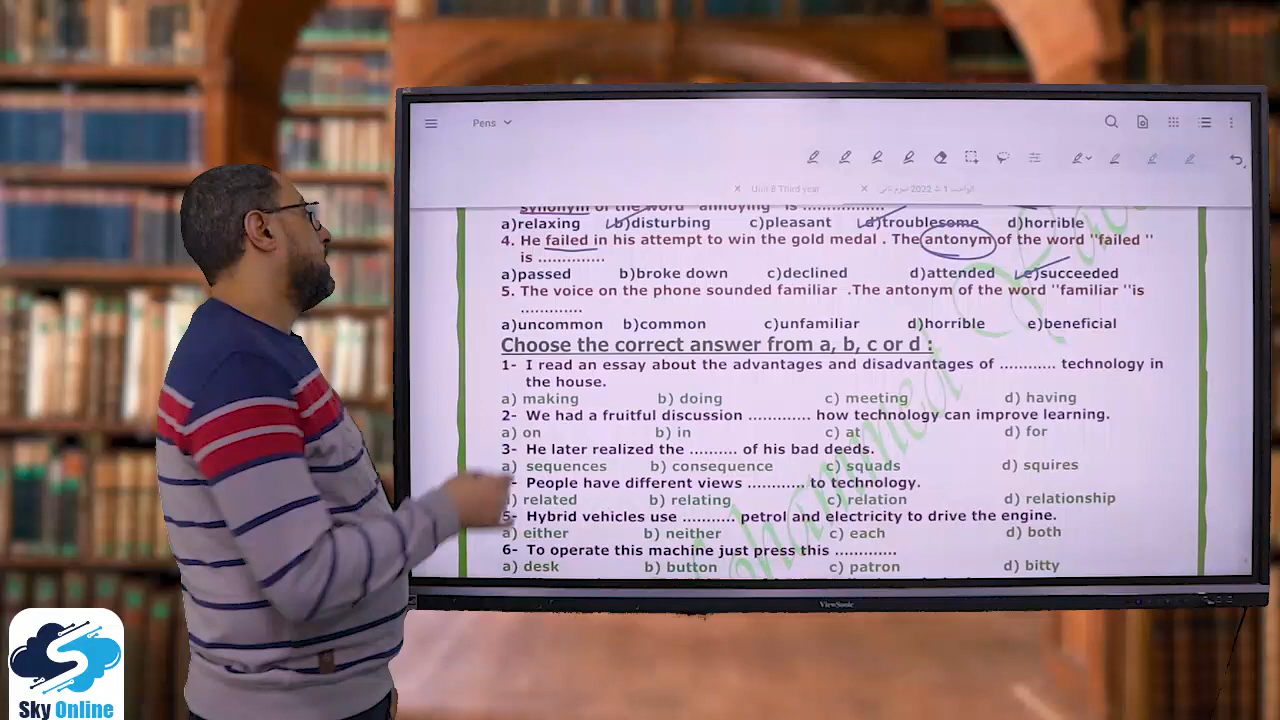 Pens
Unit 8 Third year
synonym of the word "annoying" is ................
a)relaxing b)disturbing c)pleasant d)troublesome d)horrible
4. He failed in his attempt to win the gold medal . The antonym of the word "failed "
is .............
a)passed b)broke down c)declined d)attended e)succeeded
5. The voice on the phone sounded familiar .The antonym of the word "familiar "is
.............
a)uncommon b)common c)unfamiliar d)horrible e)beneficial
Choose the correct answer from a, b, c or d :
1- I read an essay about the advantages and disadvantages of ............ technology in
the house.
a) making b) doing c) meeting d) having
2- We had a fruitful discussion ............. how technology can improve learning.
a) on b) in c) at d) for
3- He later realized the .......... of his bad deeds.
a) sequences b) consequence c) squads d) squires
- People have different views ............ to technology.
) related b) relating c) relation d) relationship
5- Hybrid vehicles use ........... petrol and electricity to drive the engine.
a) either b) neither c) each d) both
6- To operate this machine just press this .............
a) desk b) button c) patron d) bitty
ViewSonic
Sky Online